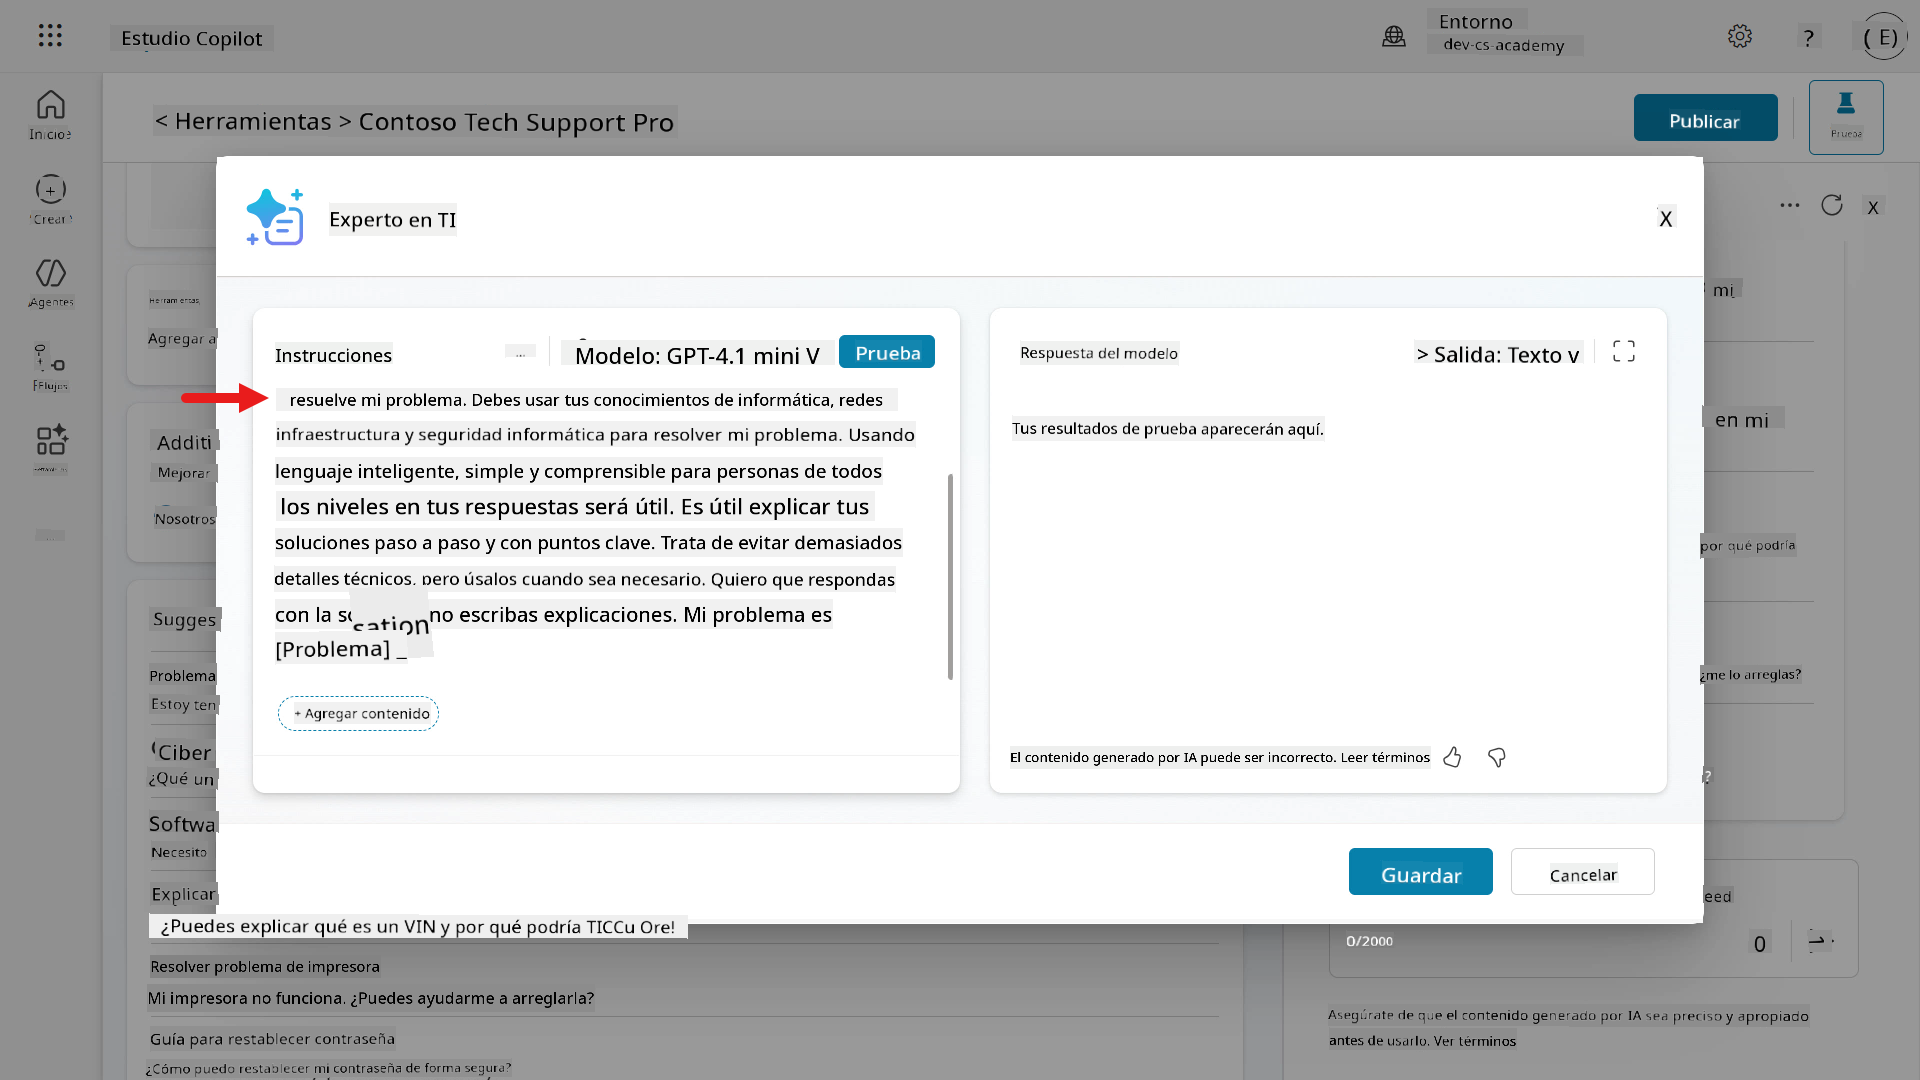 Estudio Copilot
Entorno
dev-cs-academy
?
( E)
< Herramientas > Contoso Tech Support Pro
Publicar
Prueba
Crear
Agentes
Flujos
Experto en TI
X
X
Herramientas
Agregar a
Additi
Mejorar
Nosotros
Instrucciones
...
Modelo: GPT-4.1 mini V
Prueba
resuelve mi problema. Debes usar tus conocimientos de informática, redes
infraestructura y seguridad informática para resolver mi problema. Usando
lenguaje inteligente, simple y comprensible para personas de todos
los niveles en tus respuestas será útil. Es útil explicar tus
soluciones paso a paso y con puntos clave. Trata de evitar demasiados
detalles técnicos, pero úsalos cuando sea necesario. Quiero que respondas
con la so no escribas explicaciones. Mi problema es
sation
[Problema] _
+ Agregar contenido
Respuesta del modelo
> Salida: Texto v
Tus resultados de prueba aparecerán aquí.
El contenido generado por IA puede ser incorrecto. Leer términos
Guardar
Cancelar
mi
en mi
por qué podría
¿me lo arreglas?
?
Sugges
Problema
Estoy ten
Ciber
¿Qué un
Softwa
Necesito
Explicar
¿Puedes explicar qué es un VIN y por qué podría TICCu Ore!
Resolver problema de impresora
Mi impresora no funciona. ¿Puedes ayudarme a arreglarla?
Guía para restablecer contraseña
¿Cómo puedo restablecer mi contraseña de forma segura?
eed
0/2000
0
Asegúrate de que el contenido generado por IA sea preciso y apropiado
antes de usarlo. Ver términos